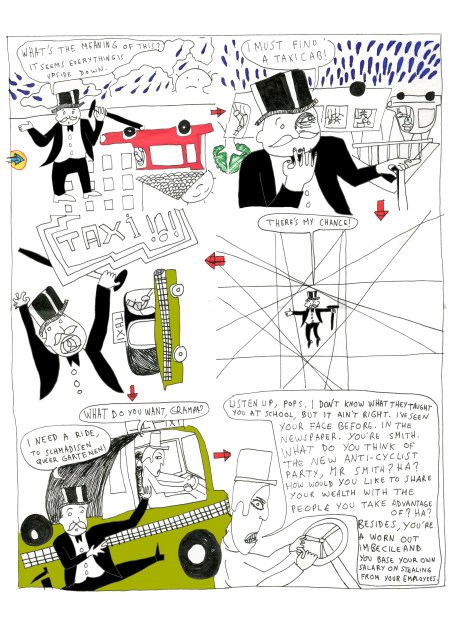 WHAT'S THE MEANING OF THIS?
IT SEEMS EVERYTHING IS
UPSIDE DOWN.
I MUST FIND
A TAXICAB!
THERE'S MY CHANCE!
TAXI!!!
TAXI
WHAT DO YOU WANT, GRAMPA?
I NEED A RIDE,
TO SCHMADISEN
QUEER GARTENEN!
TAXI
LISTEN UP, POPS. I DON'T KNOW WHAT THEY TAUGHT
YOU AT SCHOOL, BUT IT AIN'T RIGHT. I'VE SEEN
YOUR FACE BEFORE. IN THE
NEWSPAPER. YOU'RE SMITH.
WHAT DO YOU THINK OF
THE NEW ANTI-CYCLIST
PARTY, MR SMITH? HA?
HOW WOULD YOU LIKE TO SHARE
YOUR WEALTH WITH THE
PEOPLE YOU TAKE ADVANTAGE
OF? HA?
BESIDES, YOU'RE
A WORN OUT
IMBECILE AND
YOU BASE YOUR OWN
SALARY ON STEALING
FROM YOUR EMPLOYEES.